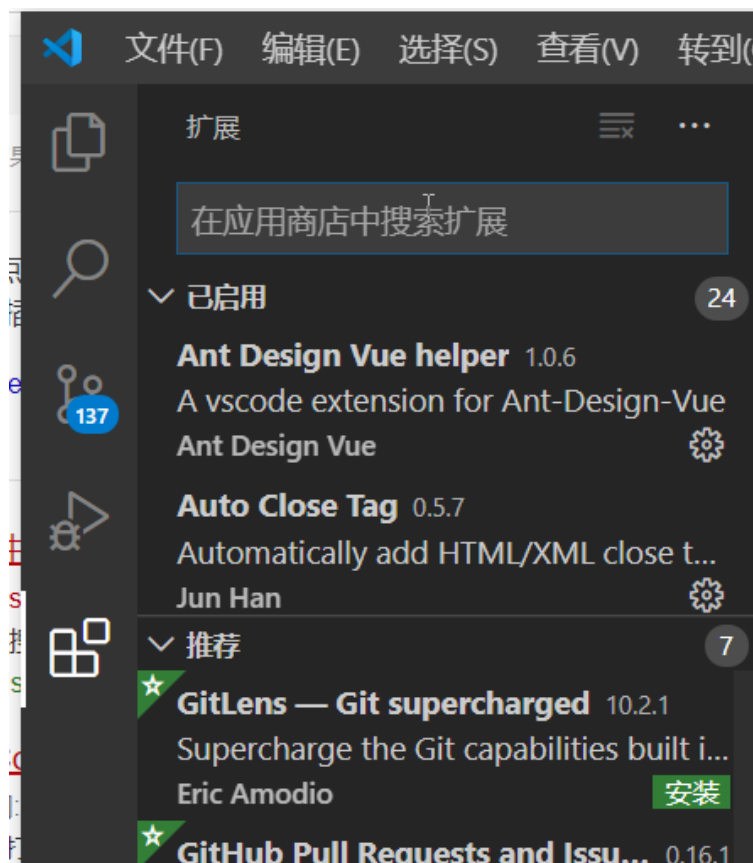 文件(F) 编辑(E) 选择(S) 查看(V) 转到(
扩展
在应用商店中搜索扩展
已启用 24
Ant Design Vue helper 1.0.6
A vscode extension for Ant-Design-Vue
137
Ant Design Vue
Auto Close Tag 0.5.7
Automatically add HTML/XML close t...
Jun Han
推荐 7
GitLens — Git supercharged 10.2.1
Supercharge the Git capabilities built i...
Eric Amodio 安装
GitHub Pull Requests and Issu... 0.16.1